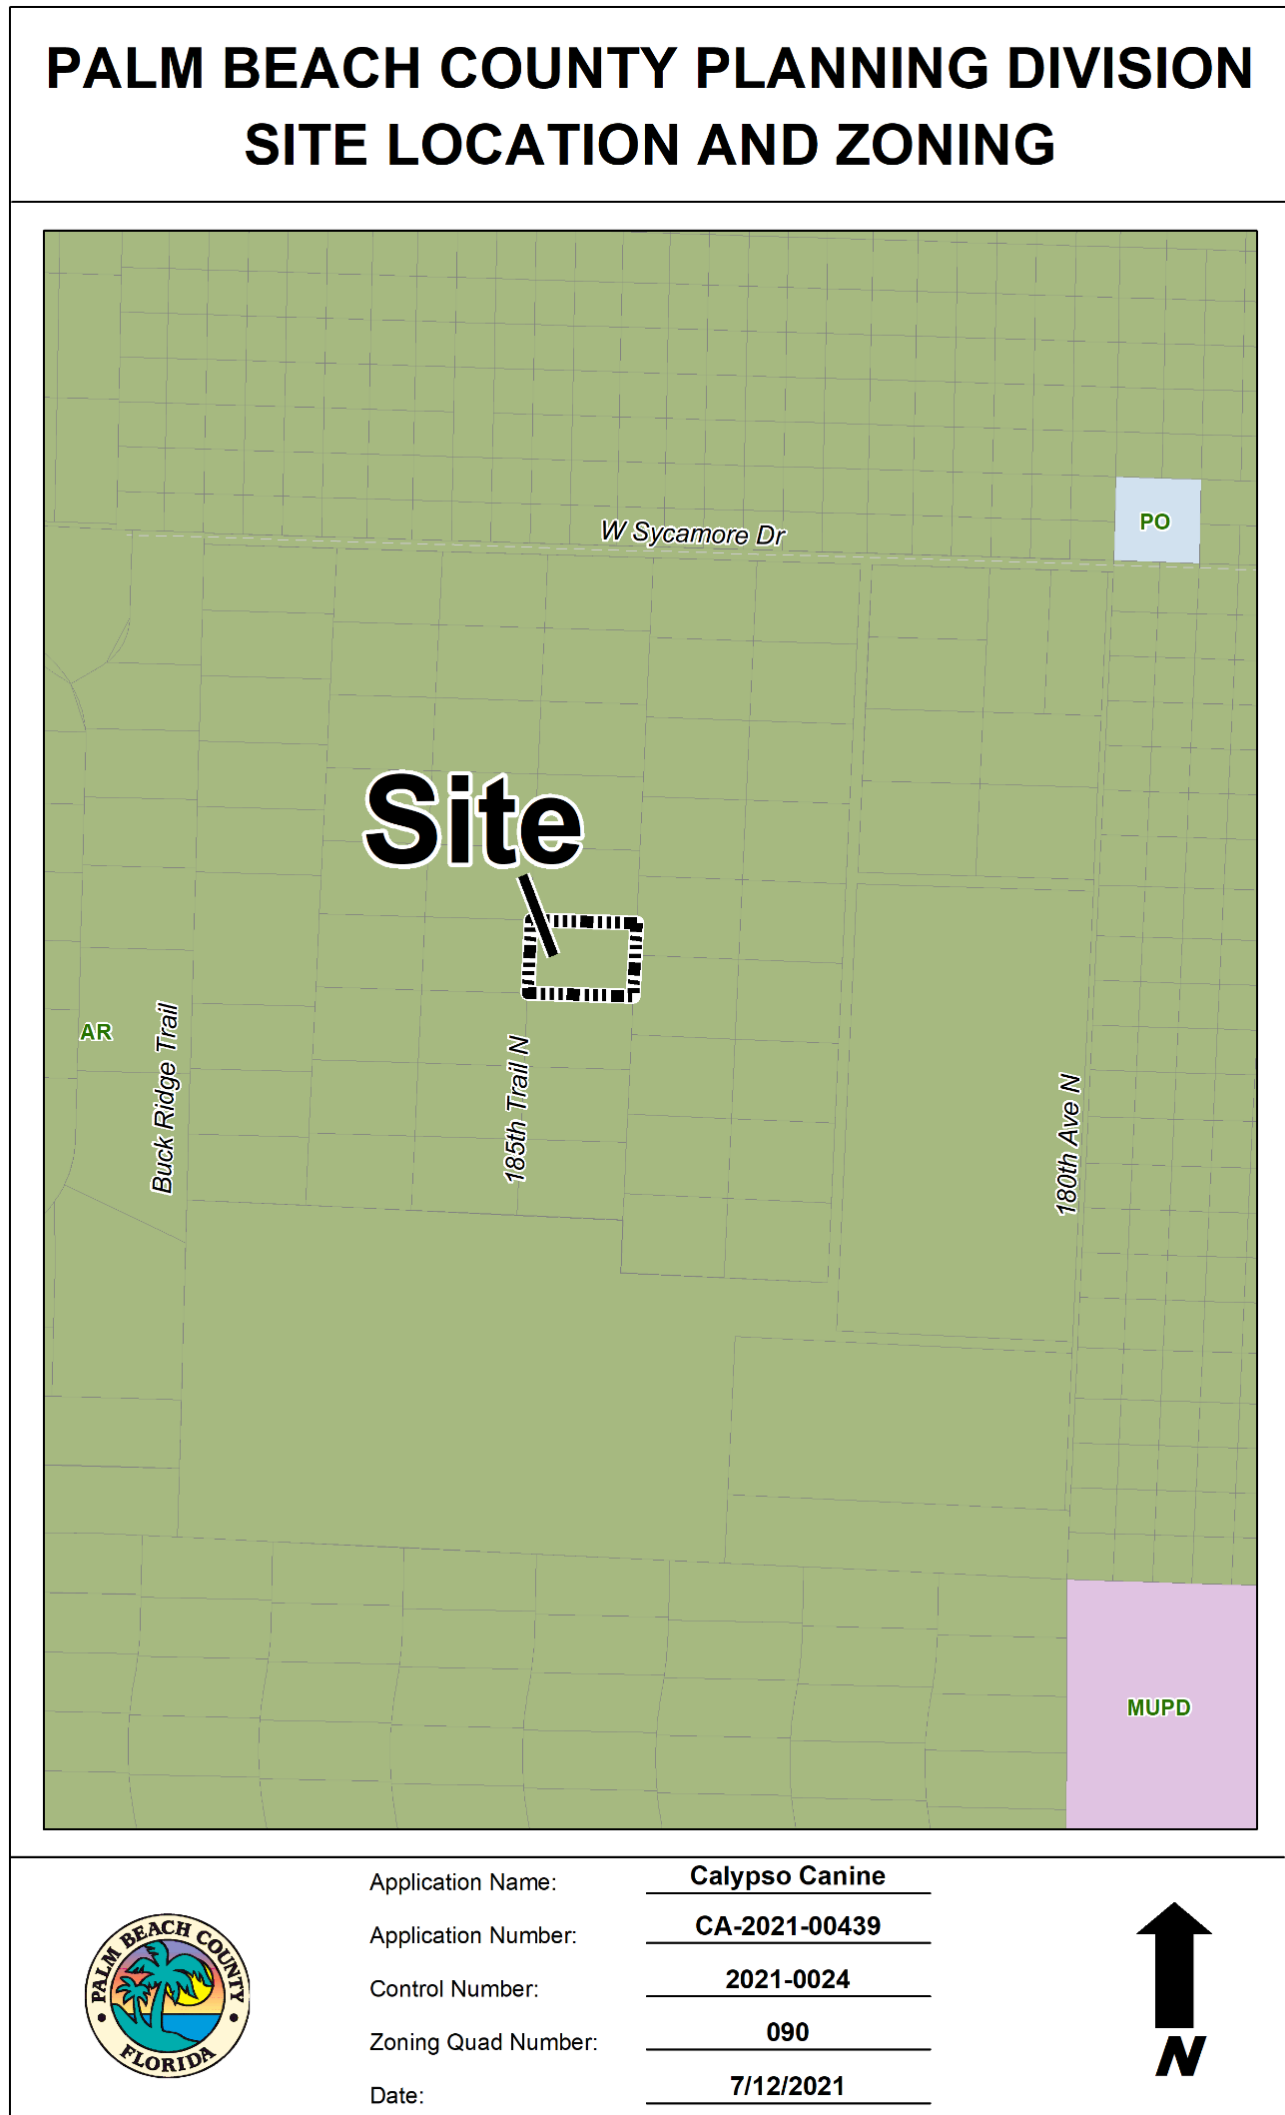 PALM BEACH COUNTY PLANNING DIVISION
SITE LOCATION AND ZONING
W Sycamore Dr
PO
Site
AR
Buck Ridge Trail
185th Trail N
180th Ave N
MUPD
Application Name: Calypso Canine
Application Number: CA-2021-00439
Control Number: 2021-0024
Zoning Quad Number: 090
Date: 7/12/2021
PALM BEACH COUNTY
FLORIDA
N